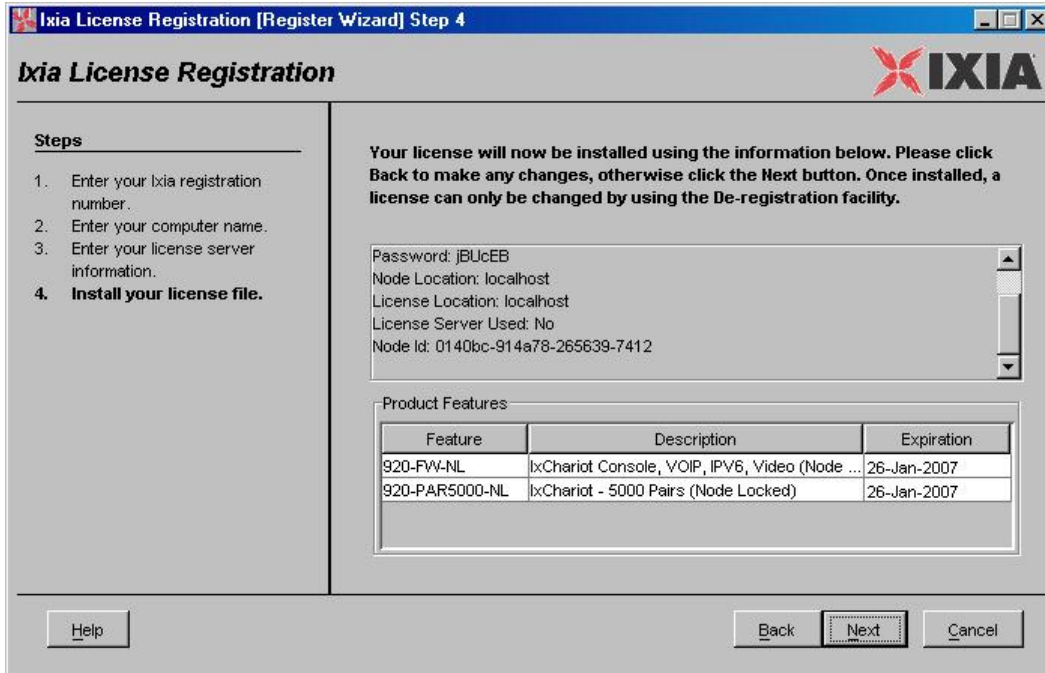 Ixia License Registration [Register Wizard] Step 4
Ixia License Registration
IXIA
Steps
1. Enter your Ixia registration
number.
2. Enter your computer name.
3. Enter your license server
information.
4. Install your license file.
Your license will now be installed using the information below. Please click
Back to make any changes, otherwise click the Next button. Once installed, a
license can only be changed by using the De-registration facility.
Password: jBUcEB
Node Location: localhost
License Location: localhost
License Server Used: No
Node Id: 0140bc-914a78-265639-7412
Product Features
Feature Description Expiration
920-FW-NL IxChariot Console, VOIP, IPV6, Video (Node ... 26-Jan-2007
920-PAR5000-NL IxChariot - 5000 Pairs (Node Locked) 26-Jan-2007
Help Back Next Cancel